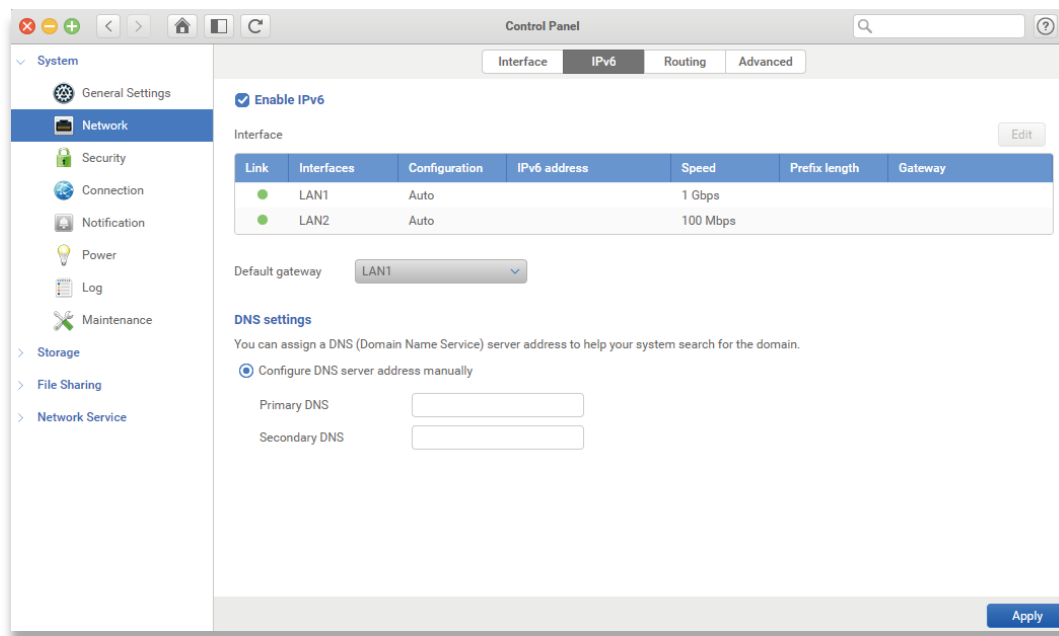 Control Panel
System
General Settings
Network
Security
Connection
Notification
Power
Log
Maintenance
Storage
File Sharing
Network Service
Interface IPv6 Routing Advanced
Enable IPv6
Interface Edit
Link Interfaces Configuration IPv6 address Speed Prefix length Gateway
LAN1 Auto 1 Gbps
LAN2 Auto 100 Mbps
Default gateway LAN1
DNS settings
You can assign a DNS (Domain Name Service) server address to help your system search for the domain.
Configure DNS server address manually
Primary DNS
Secondary DNS
Apply